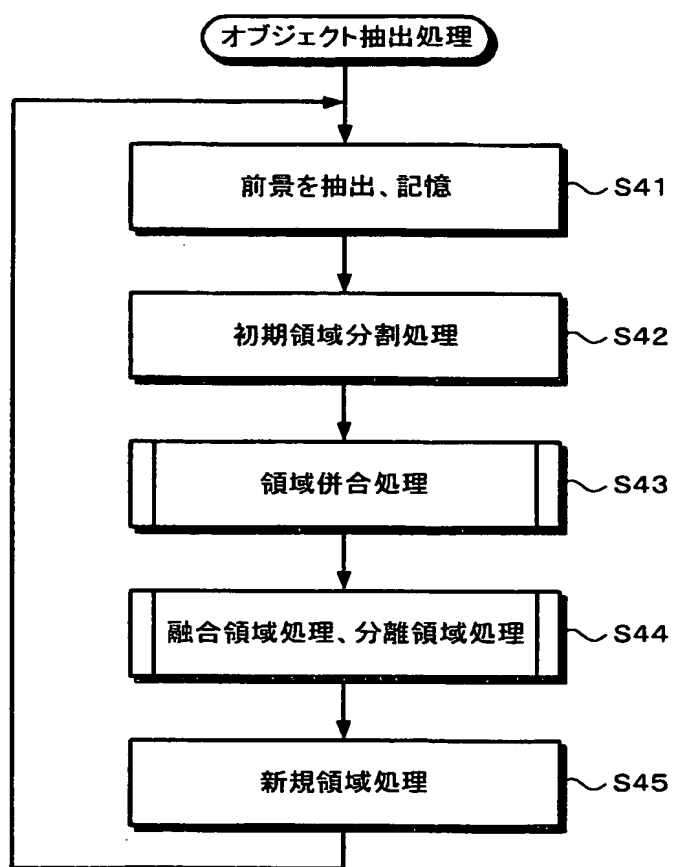 オブジェクト抽出処理
前景を抽出、記憶
S41
初期領域分割処理
S42
領域併合処理
S43
融合領域処理、分離領域処理
S44
新規領域処理
S45